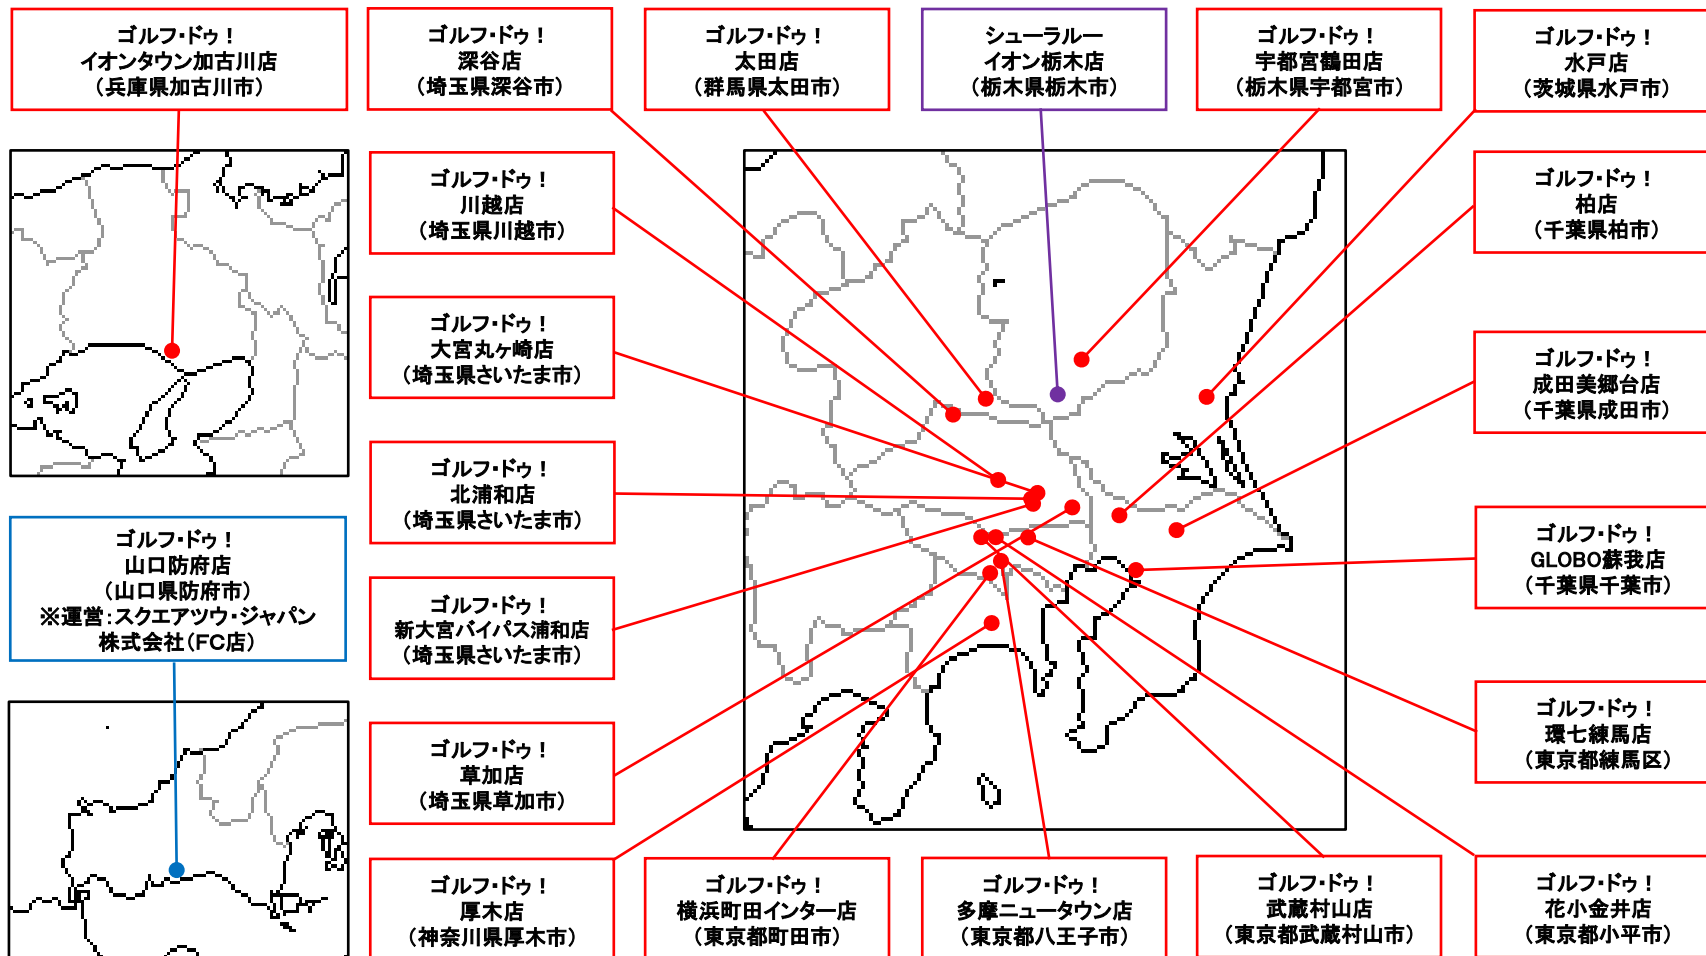 ゴルフ・ドゥ！
イオンタウン加古川店
（兵庫県加古川市）
ゴルフ・ドゥ！
深谷店
（埼玉県深谷市）
ゴルフ・ドゥ！
太田店
（群馬県太田市）
シューラルー
イオン栃木店
（栃木県栃木市）
ゴルフ・ドゥ！
宇都宮鶴田店
（栃木県宇都宮市）
ゴルフ・ドゥ！
水戸店
（茨城県水戸市）
ゴルフ・ドゥ！
川越店
（埼玉県川越市）
ゴルフ・ドゥ！
柏店
（千葉県柏市）
ゴルフ・ドゥ！
大宮丸ヶ崎店
（埼玉県さいたま市）
ゴルフ・ドゥ！
成田美郷台店
（千葉県成田市）
ゴルフ・ドゥ！
北浦和店
（埼玉県さいたま市）
ゴルフ・ドゥ！
GLOBO蘇我店
（千葉県千葉市）
ゴルフ・ドゥ！
山口防府店
（山口県防府市）
※運営：スクエアツウ・ジャパン
株式会社（FC店）
ゴルフ・ドゥ！
新大宮バイパス浦和店
（埼玉県さいたま市）
ゴルフ・ドゥ！
環七練馬店
（東京都練馬区）
ゴルフ・ドゥ！
草加店
（埼玉県草加市）
ゴルフ・ドゥ！
厚木店
（神奈川県厚木市）
ゴルフ・ドゥ！
横浜町田インター店
（東京都町田市）
ゴルフ・ドゥ！
多摩ニュータウン店
（東京都八王子市）
ゴルフ・ドゥ！
武蔵村山店
（東京都武蔵村山市）
ゴルフ・ドゥ！
花小金井店
（東京都小平市）